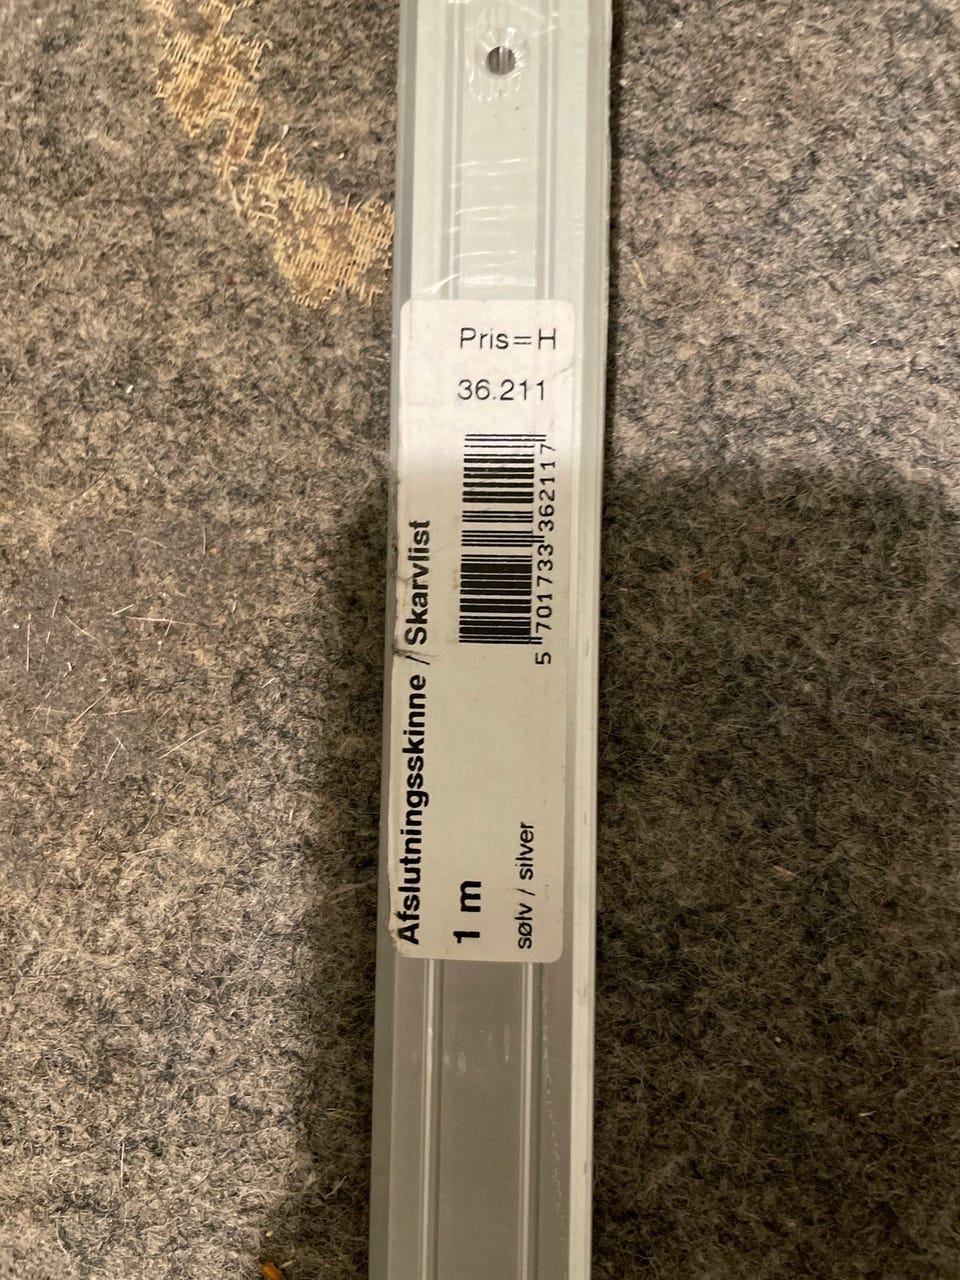 Pris=H
36.211
5 701733 362117
Afslutningsskinne / Skarvlist
1 m
sølv / silver